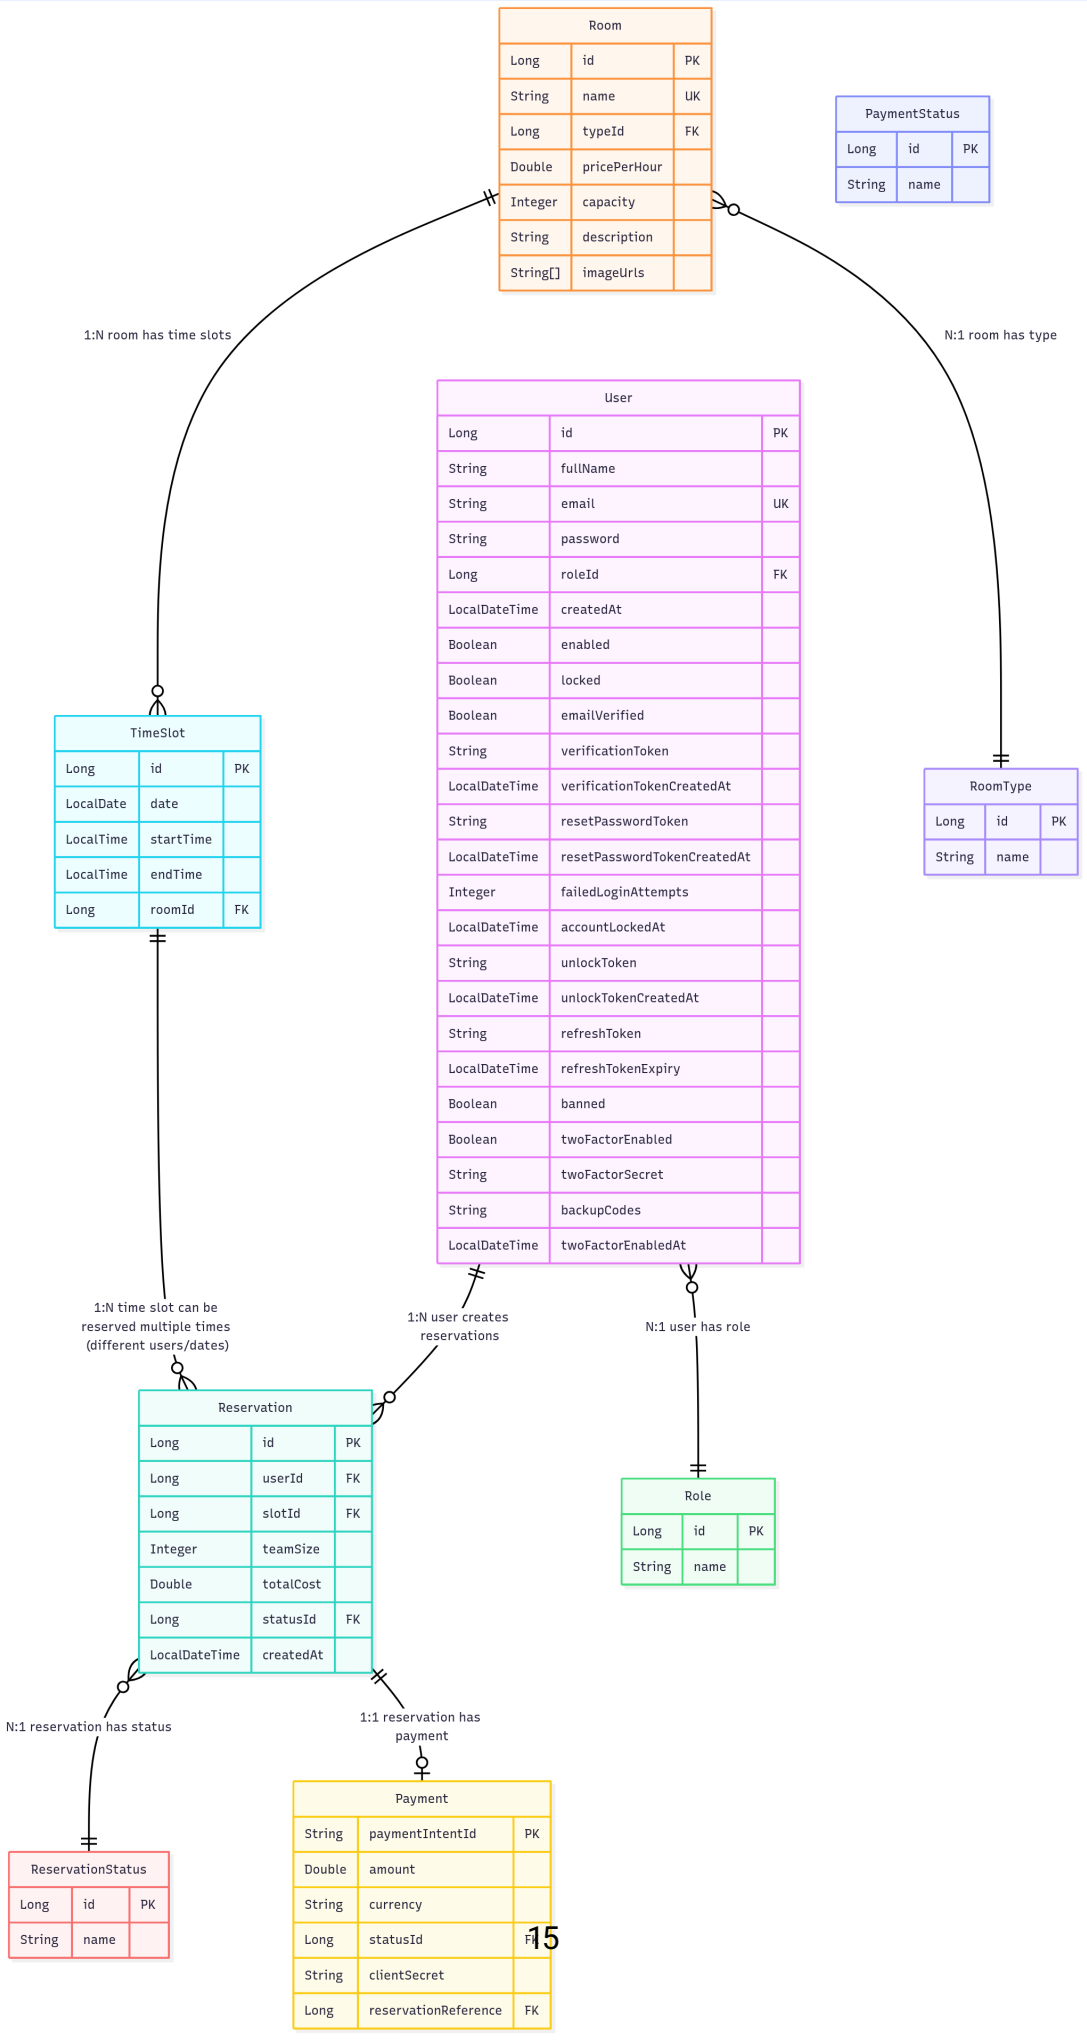 Room
Long id PK
String name UK
Long typeId FK
Double pricePerHour
Integer capacity
String description
String[] imageUrls
PaymentStatus
Long id PK
String name
1:N room has time slots
N:1 room has type
User
Long id PK
String fullName
String email UK
String password
Long roleId FK
LocalDateTime createdAt
Boolean enabled
Boolean locked
Boolean emailVerified
String verificationToken
LocalDateTime verificationTokenCreatedAt
String resetPasswordToken
LocalDateTime resetPasswordTokenCreatedAt
Integer failedLoginAttempts
LocalDateTime accountLockedAt
String unlockToken
LocalDateTime unlockTokenCreatedAt
String refreshToken
LocalDateTime refreshTokenExpiry
Boolean banned
Boolean twoFactorEnabled
String twoFactorSecret
String backupCodes
LocalDateTime twoFactorEnabledAt
TimeSlot
Long id PK
LocalDate date
LocalTime startTime
LocalTime endTime
Long roomId FK
RoomType
Long id PK
String name
1:N time slot can be
reserved multiple times
(different users/dates)
1:N user creates
reservations
N:1 user has role
Reservation
Long id PK
Long userId FK
Long slotId FK
Integer teamSize
Double totalCost
Long statusId FK
LocalDateTime createdAt
Role
Long id PK
String name
N:1 reservation has status
1:1 reservation has
payment
ReservationStatus
Long id PK
String name
Payment
String paymentIntentId PK
Double amount
String currency
Long statusId FK
15
String clientSecret
Long reservationReference FK